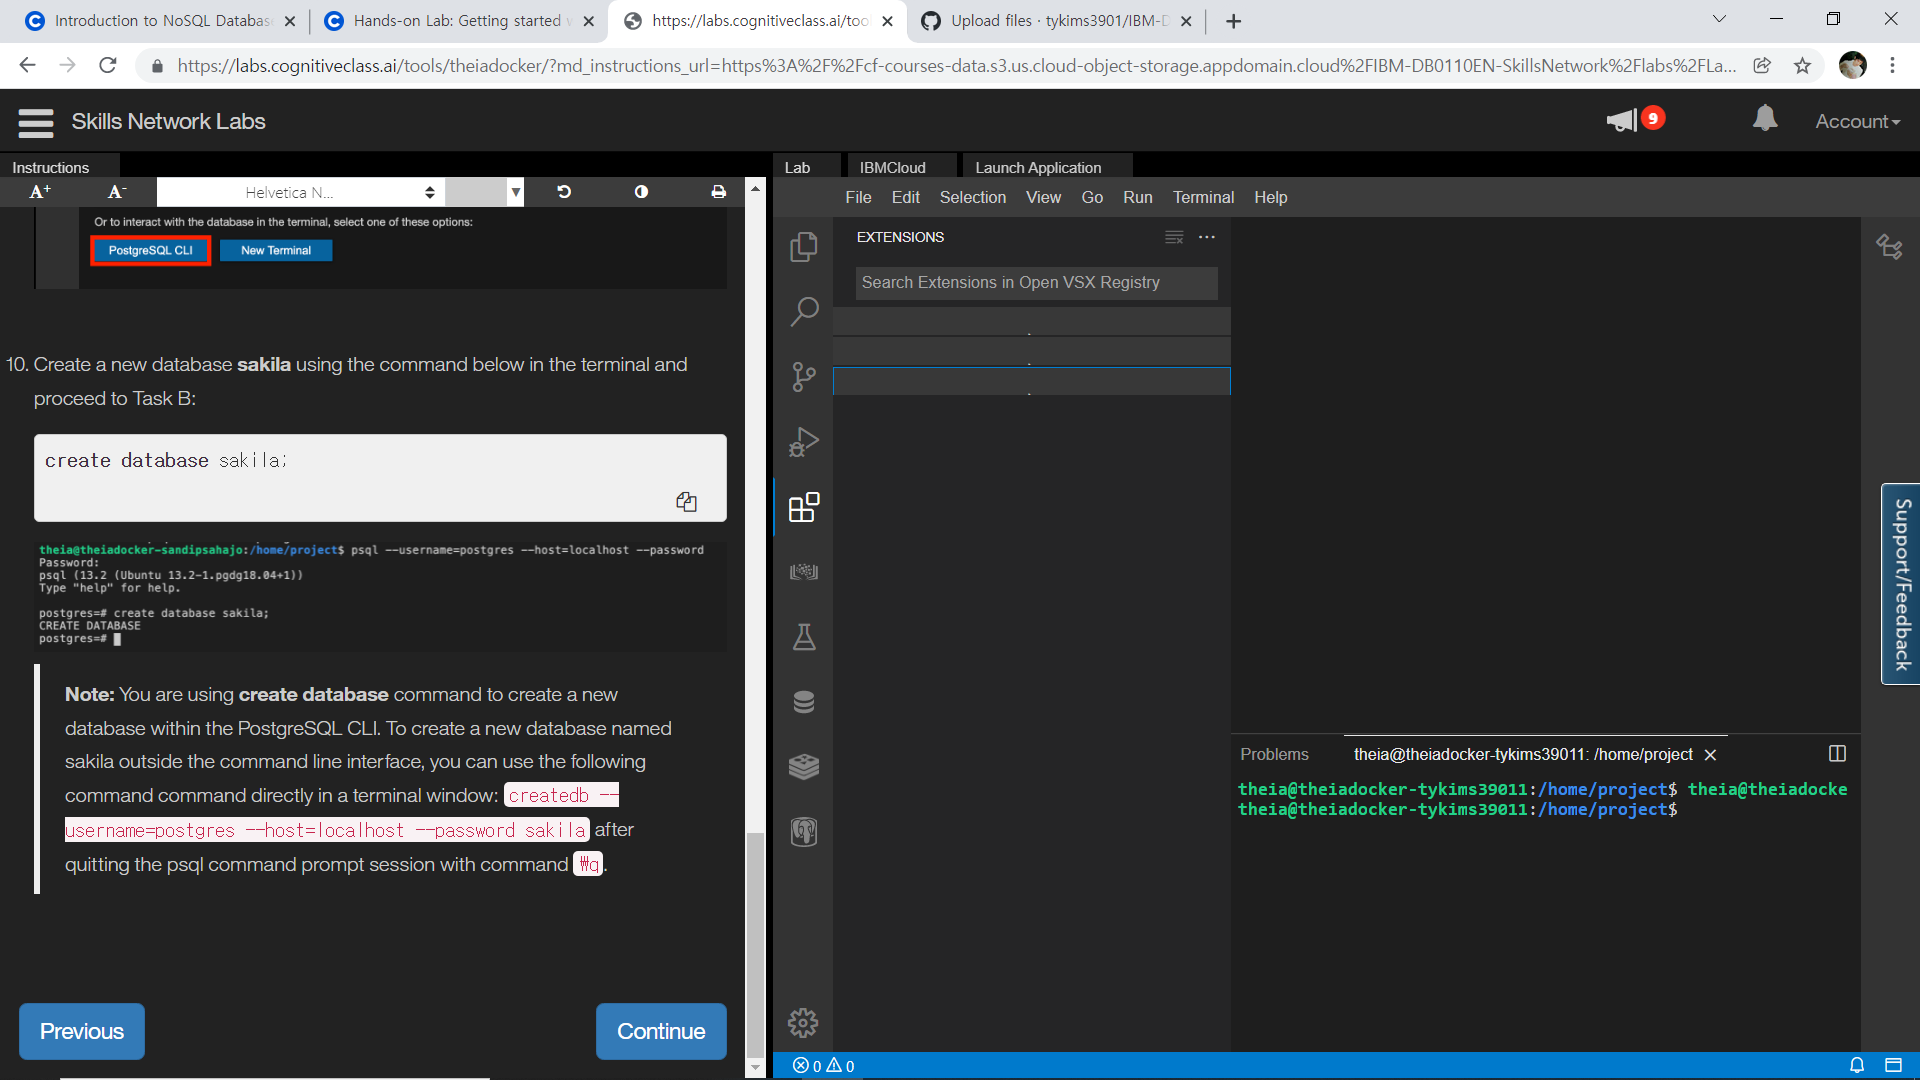 Introduction to NoSQL Databas
Hands-on Lab: Getting started w
https://labs.cognitiveclass.ai/tool
Upload files · tykims3901/IBM-D
https://labs.cognitiveclass.ai/tools/theiadocker/?md_instructions_url=https%3A%2F%2Fcf-courses-data.s3.us.cloud-object-storage.appdomain.cloud%2FIBM-DB0110EN-SkillsNetwork%2Flabs%2FLa...
Skills Network Labs
9
Account
Instructions
A+
A-
Helvetica N...
Or to interact with the database in the terminal, select one of these options:
PostgreSQL CLI
New Terminal
10. Create a new database sakila using the command below in the terminal and
proceed to Task B:
create database sakila;
theia@theiadocker-sandipsahajo:/home/project$ psql --username=postgres --host=localhost --password
Password:
psql (13.2 (Ubuntu 13.2-1.pgdg18.04+1))
Type "help" for help.
postgres=# create database sakila;
CREATE DATABASE
postgres=#
Note: You are using create database command to create a new
database within the PostgreSQL CLI. To create a new database named
sakila outside the command line interface, you can use the following
command command directly in a terminal window: createdb --
username=postgres --host=localhost --password sakila after
quitting the psql command prompt session with command ₩q.
Previous
Continue
Lab
IBMCloud
Launch Application
File
Edit
Selection
View
Go
Run
Terminal
Help
EXTENSIONS
Search Extensions in Open VSX Registry
Problems
theia@theiadocker-tykims39011: /home/project
theia@theiadocker-tykims39011:/home/project$ theia@theiadocke
theia@theiadocker-tykims39011:/home/project$
Support/Feedback
0
0